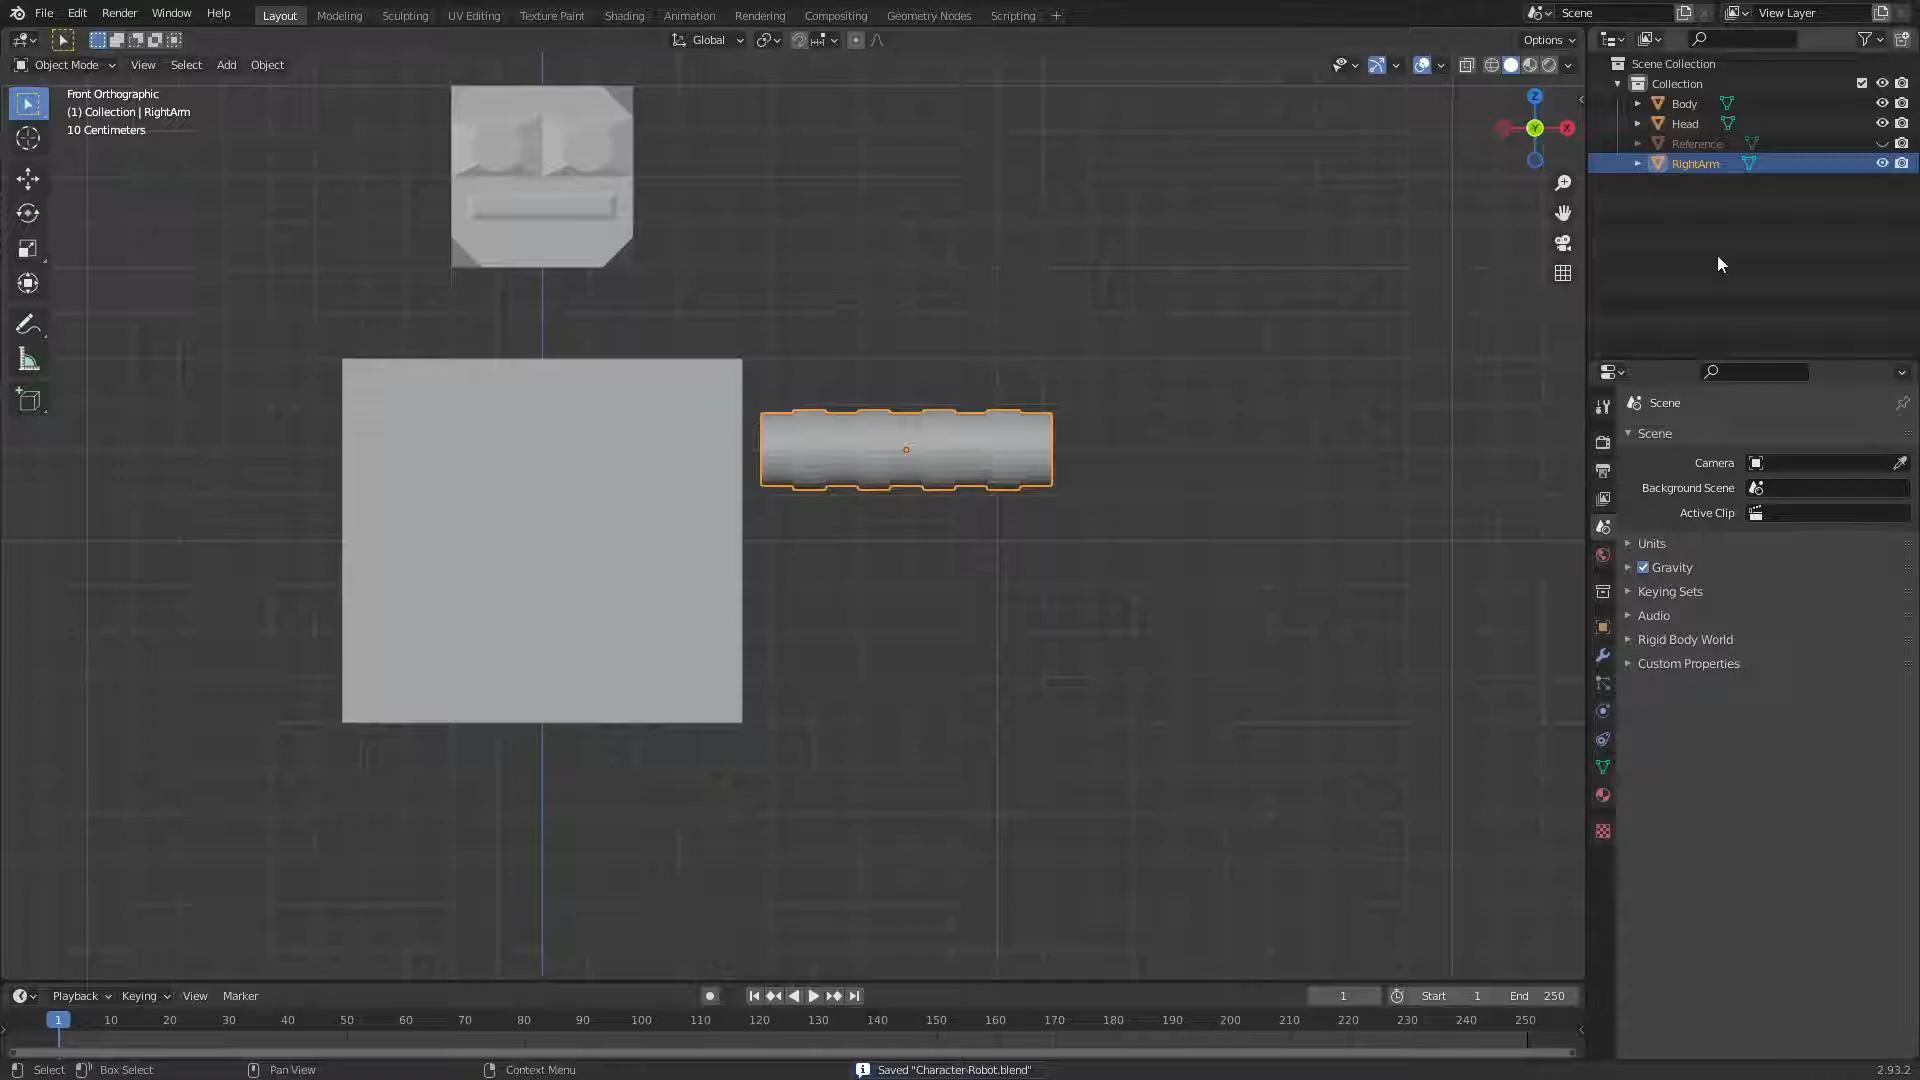 File Edit Render Window Help Layout Modeling Sculpting UV Editing Texture Paint Shading Animation Rendering Compositing Geometry Nodes Scripting + Scene View Layer
Global Options
Object Mode View Select Add Object
Front Orthographic
(1) Collection | RightArm
10 Centimeters
Z
Y
X
Scene Collection
Collection
Body
Head
Reference
RightArm
Scene
Scene
Camera
Background Scene
Active Clip
Units
Gravity
Keying Sets
Audio
Rigid Body World
Custom Properties
Playback Keying View Marker 1 Start 1 End 250
1 10 20 30 40 50 60 70 80 90 100 110 120 130 140 150 160 170 180 190 200 210 220 230 240 250
Select Box Select Pan View Context Menu Saved "Character-Robot.blend" 2.93.2